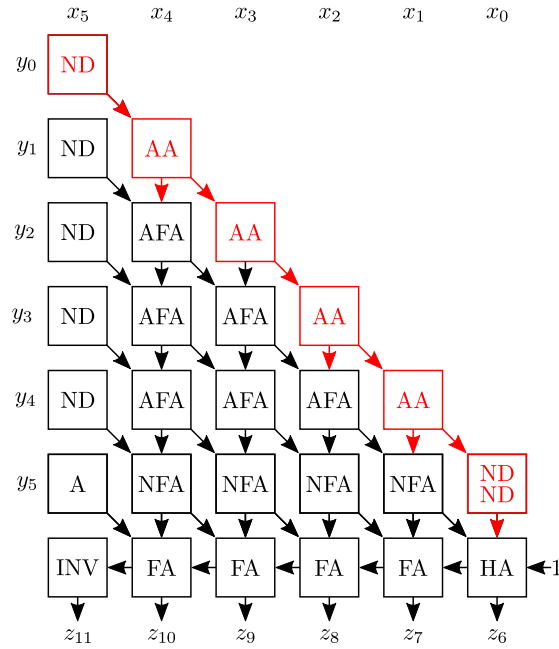 x5 x4 x3 x2 x1 x0
y0 ND
y1 ND AA
y2 ND AFA AA
y3 ND AFA AFA AA
y4 ND AFA AFA AFA AA
y5 A NFA NFA NFA NFA ND
ND
INV FA FA FA FA HA 1
z11 z10 z9 z8 z7 z6